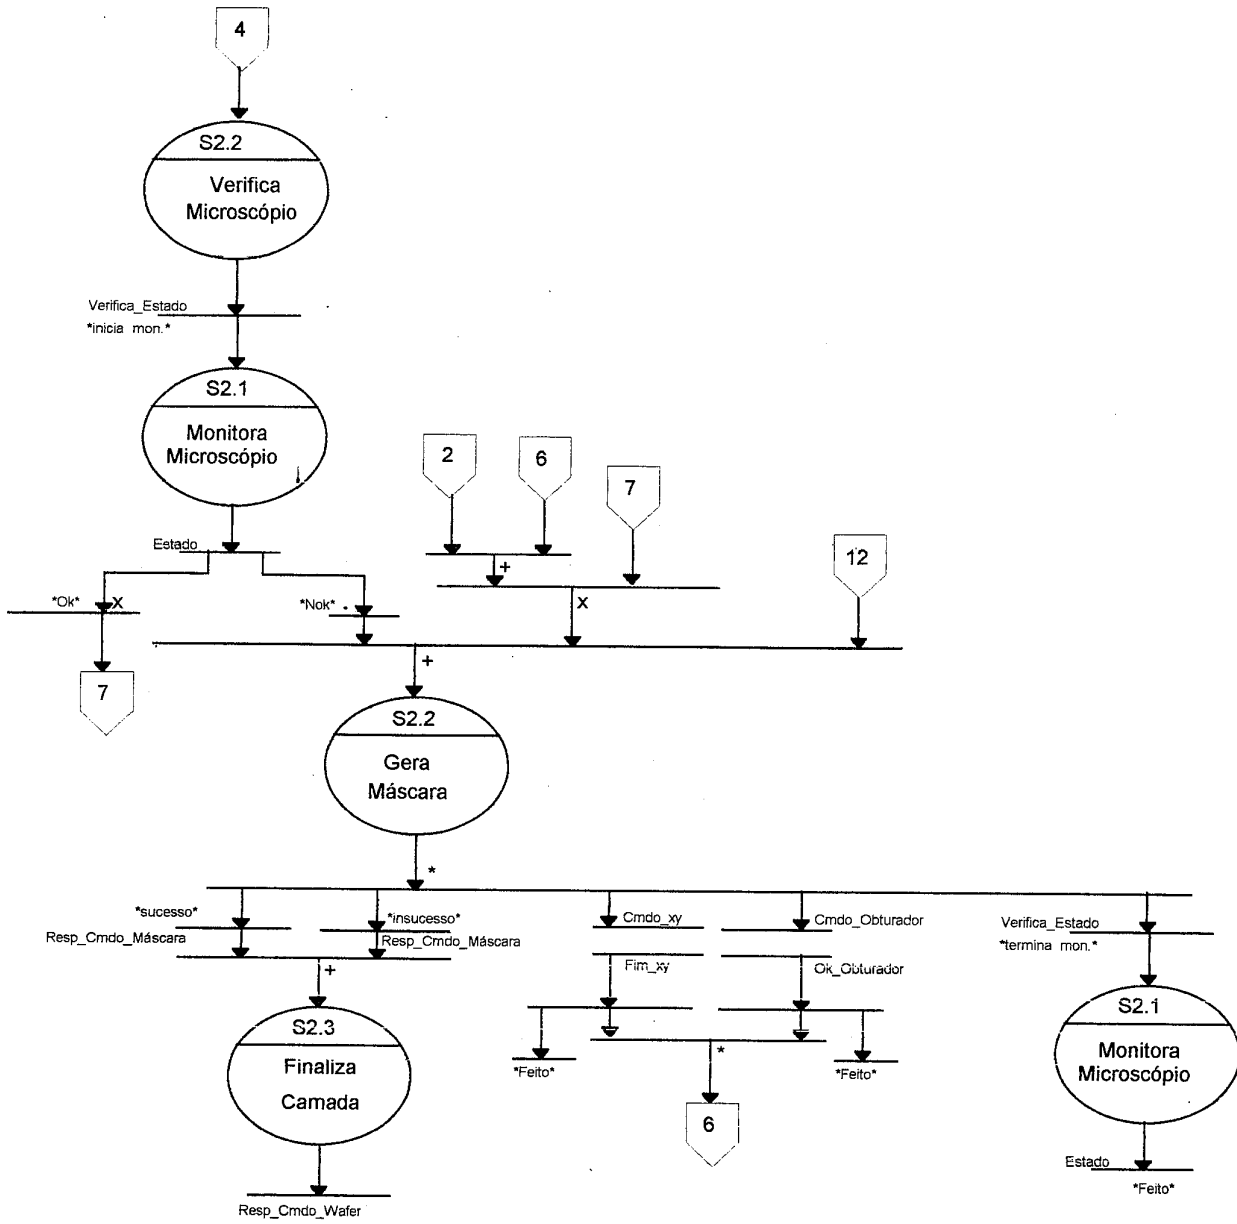 4
S2.2
Verifica
Microscópio
Verifica_Estado
*inicia mon.*
S2.1
Monitora
Microscópio
2
6
7
12
Estado
+
*Ok*
X
*Nok*
X
7
+
S2.2
Gera
Máscara
*
*sucesso*
*insucesso*
Cmdo_xy
Cmdo_Obturador
Verifica_Estado
Resp_Cmdo_Máscara
Resp_Cmdo_Máscara
*termina mon.*
+
Fim_xy
Ok_Obturador
S2.3
Finaliza
Camada
S2.1
Monitora
Microscópio
*
*Feito*
*Feito*
6
Estado
*Feito*
Resp_Cmdo_Wafer